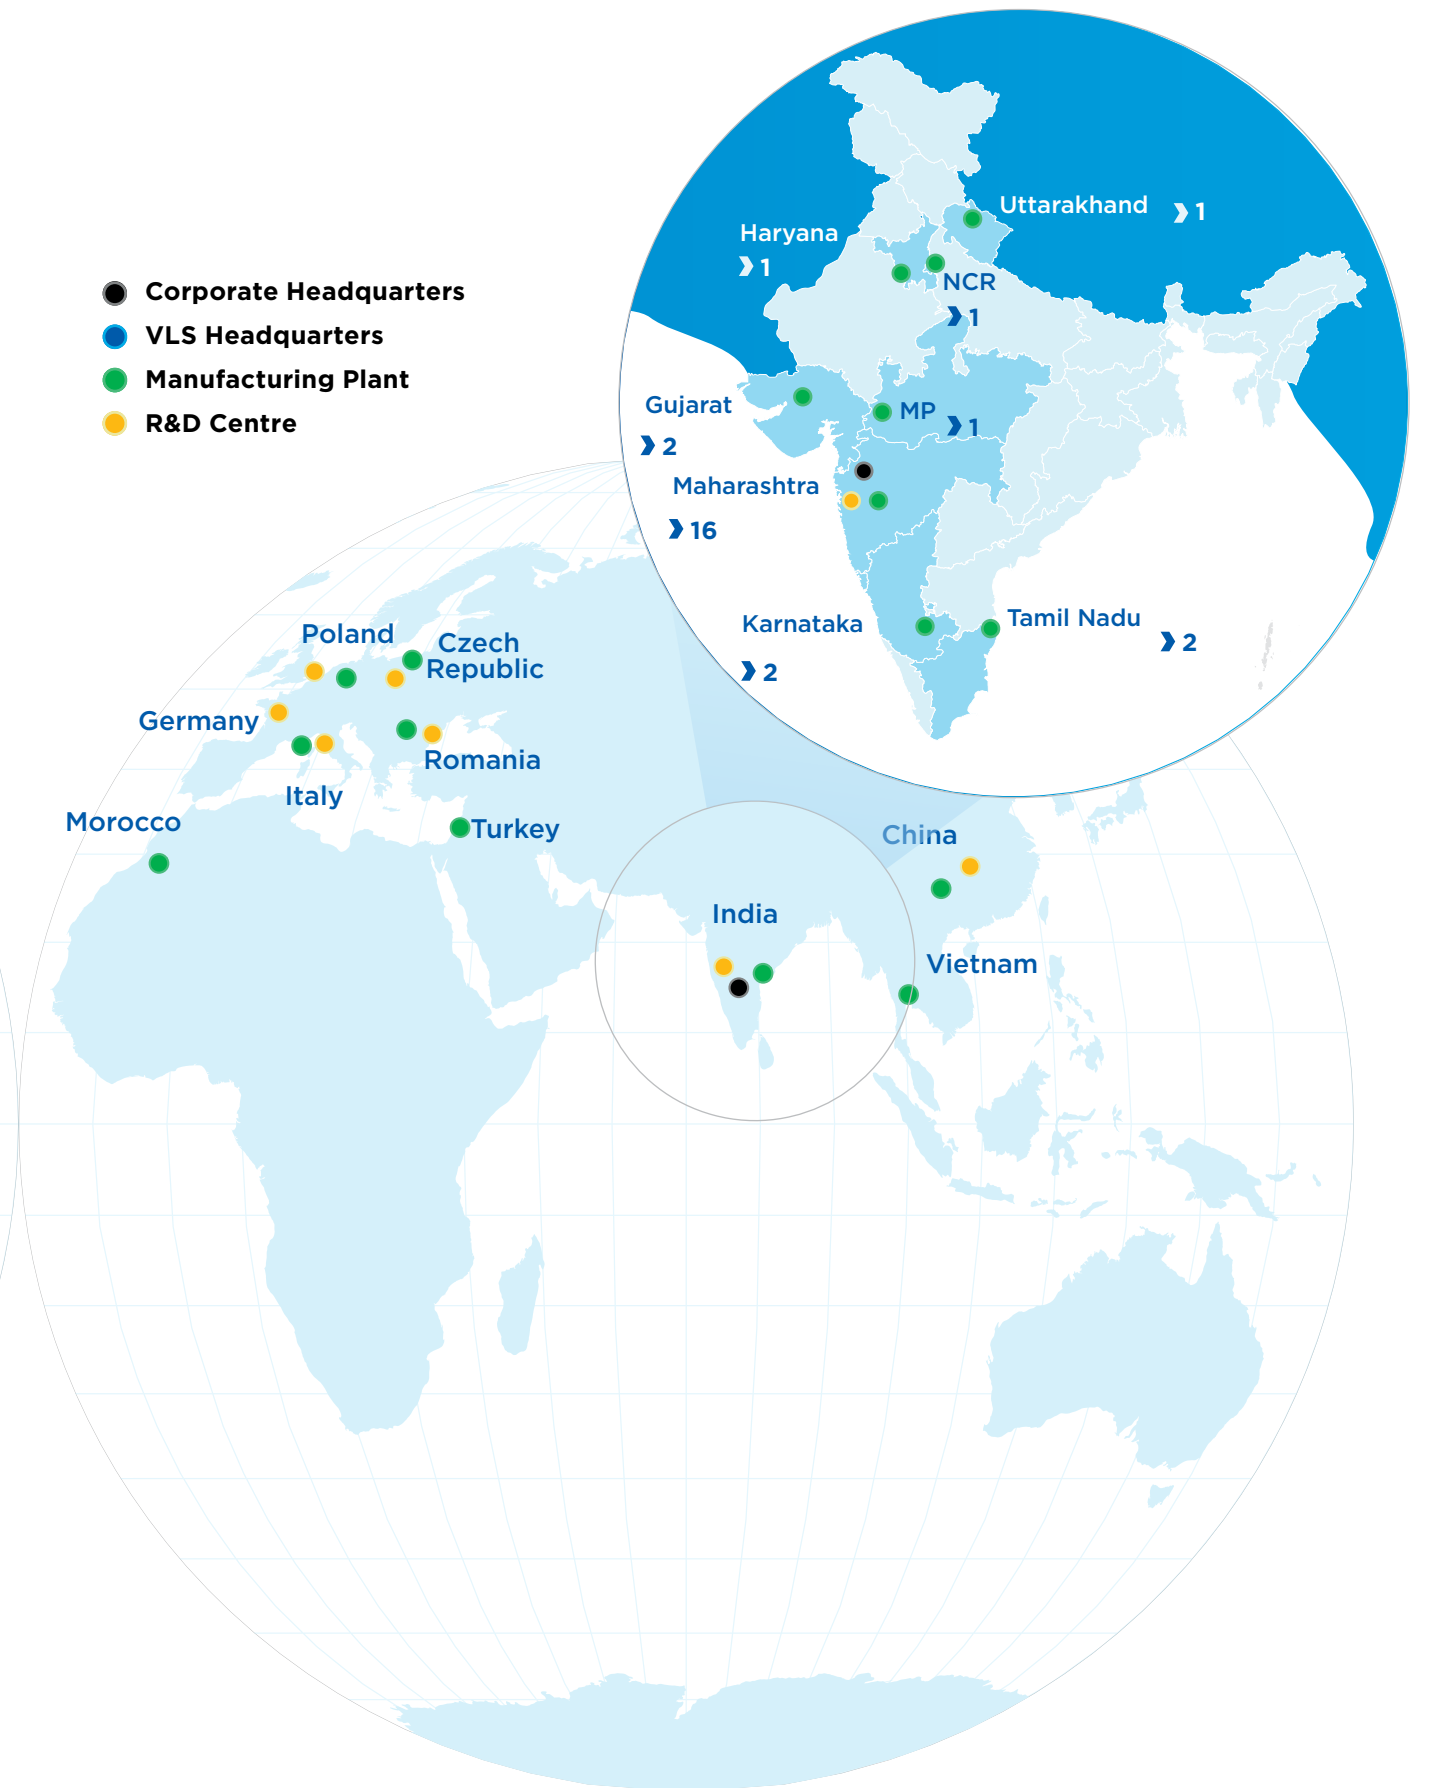 Corporate Headquarters
VLS Headquarters
Manufacturing Plant
R&D Centre
Uttarakhand
1
Haryana
1
NCR
1
Gujarat
2
MP
1
Maharashtra
16
Karnataka
2
Tamil Nadu
2
Poland
Czech
Republic
Germany
Romania
Italy
Morocco
Turkey
China
India
Vietnam